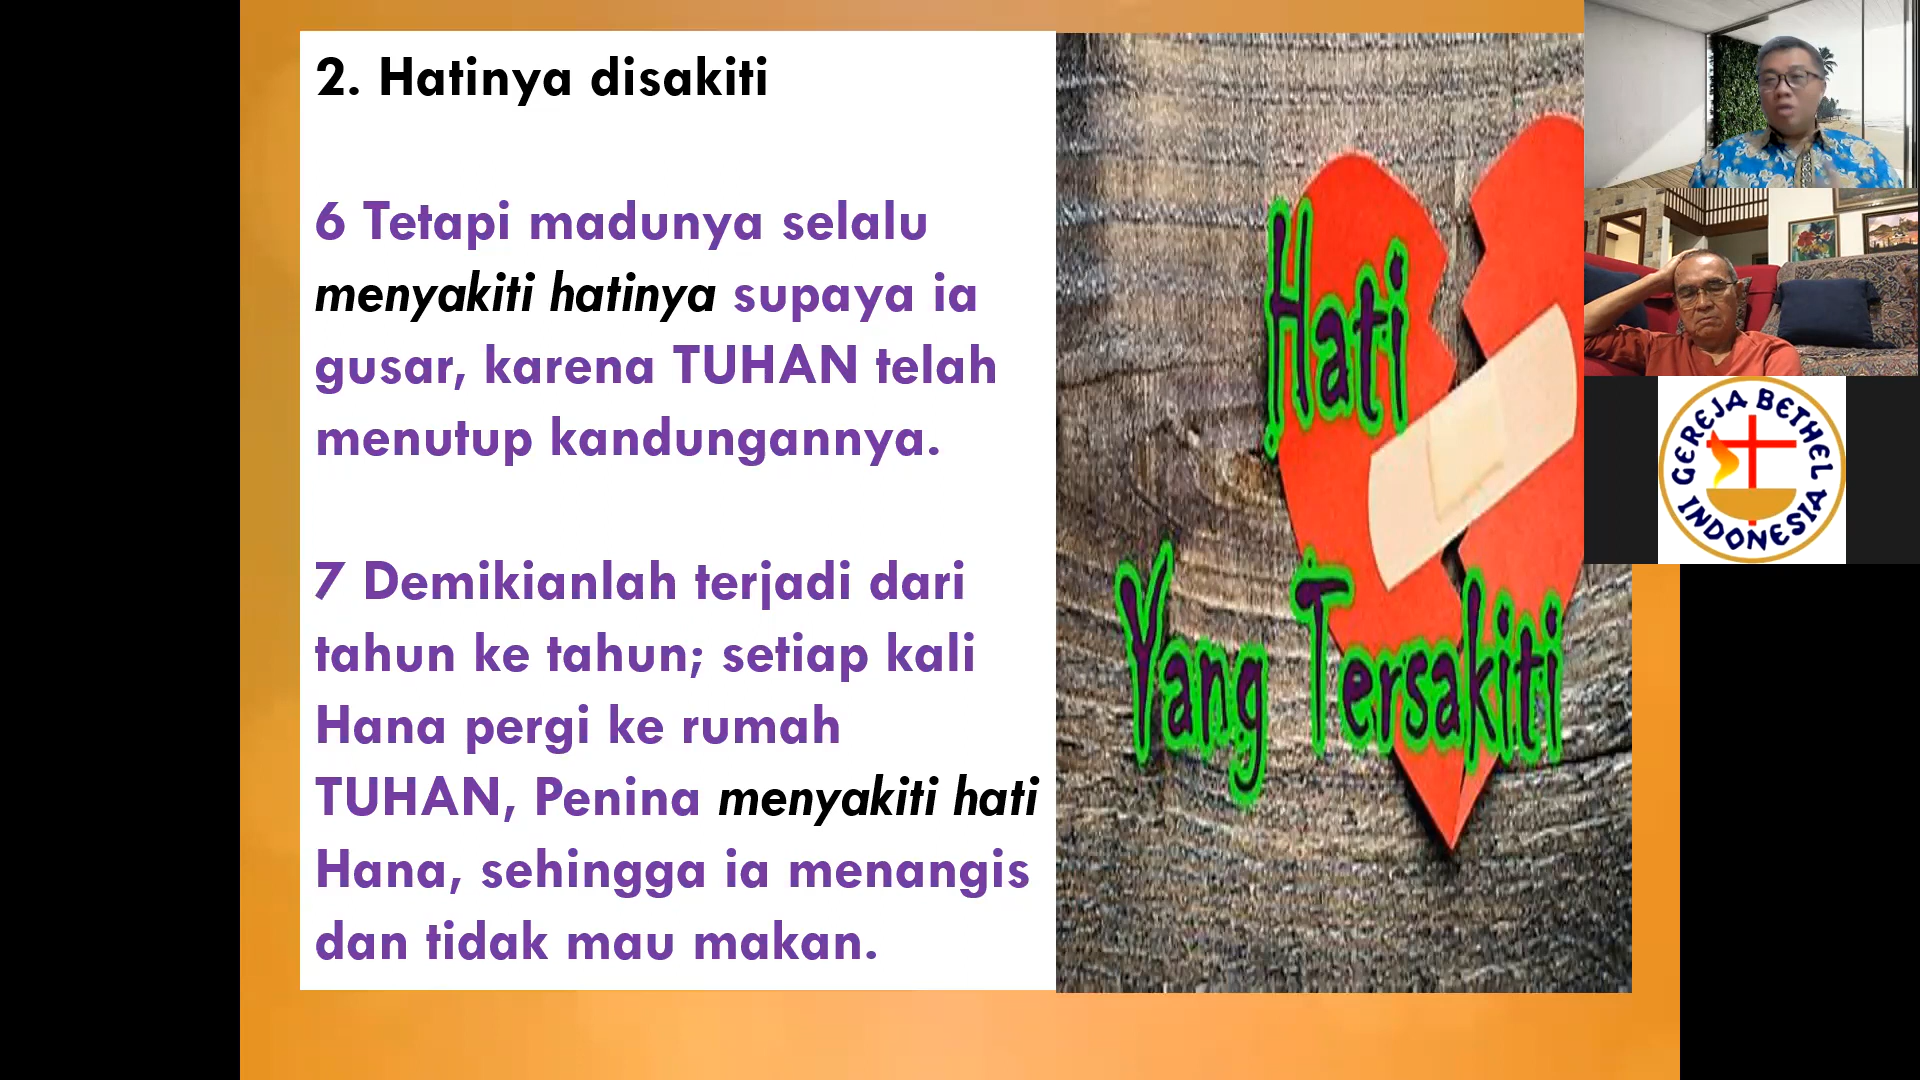 2. Hatinya disakiti
6 Tetapi madunya selalu
menyakiti hatinya supaya ia
gusar, karena TUHAN telah
menutup kandungannya.
7 Demikianlah terjadi dari
tahun ke tahun; setiap kali
Hana pergi ke rumah
TUHAN, Penina menyakiti hati
Hana, sehingga ia menangis
dan tidak mau makan.
Hati
Yang Tersakiti
GEREJA BETHEL
INDONESIA